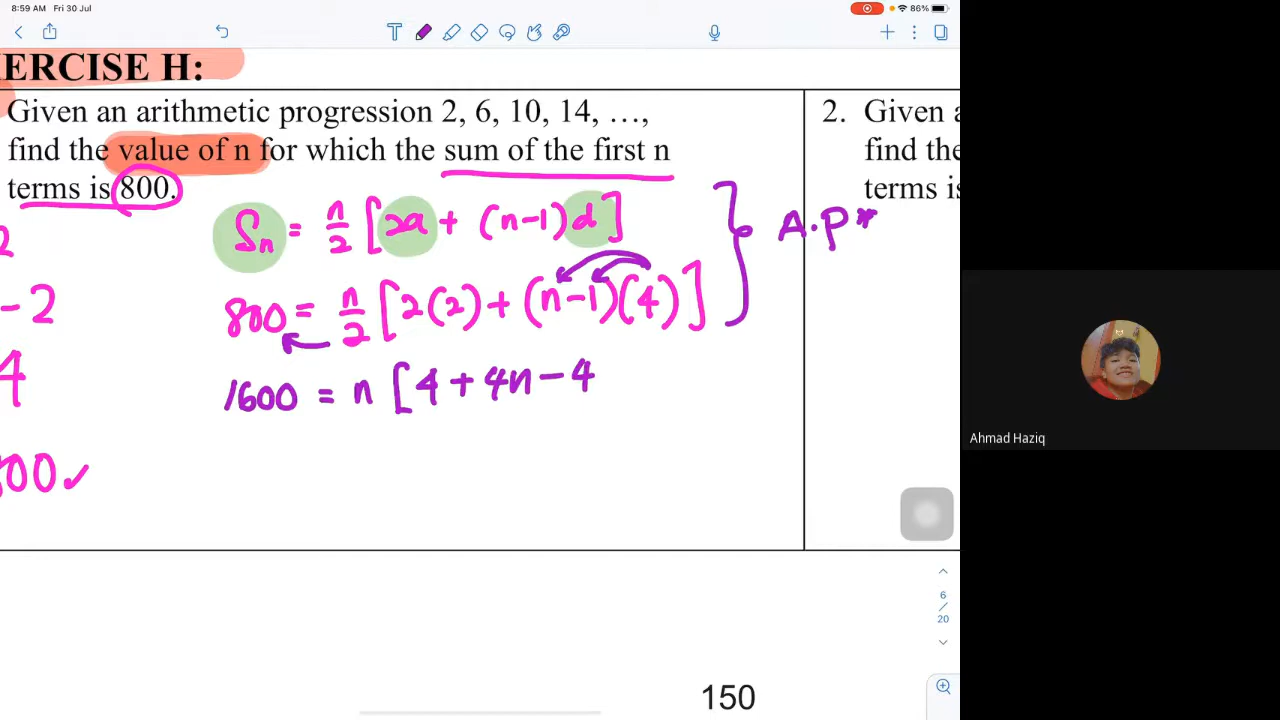 8:59 AM Fri 30 Jul
86%
ERCISE H:
Given an arithmetic progression 2, 6, 10, 14, …,
find the value of n for which the sum of the first n
terms is 800.
2. Given a
find the
terms is
Sn = n/2 [2a + (n-1)d]
A.P*
2
800 = n/2 [2(2) + (n-1)(4)]
- 2
1600 = n [4 + 4n - 4
4
800 ✓
Ahmad Haziq
6
/
20
150